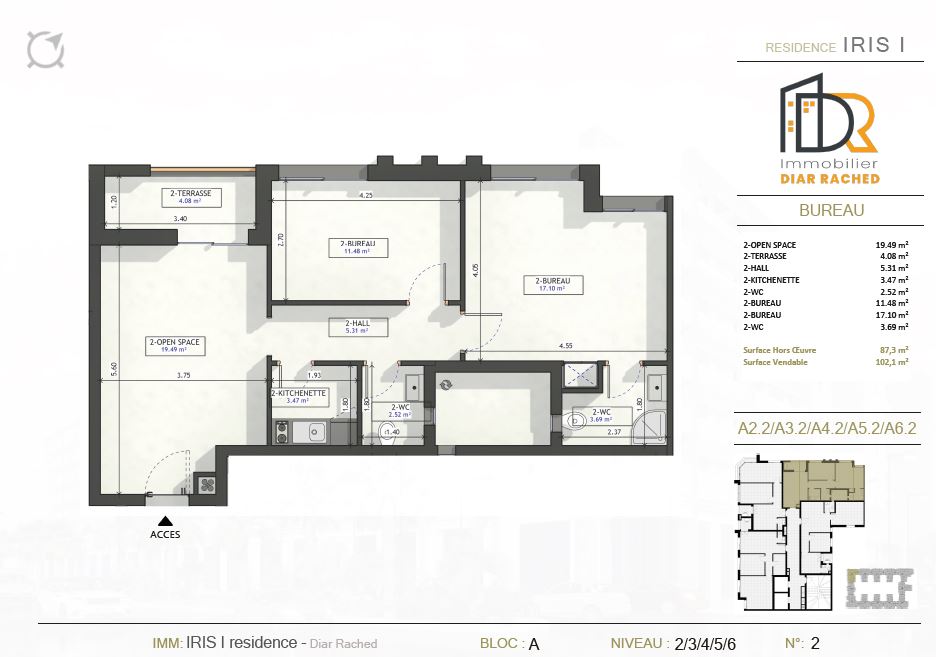 RESIDENCE IRIS I
DR
Immobilier
DIAR RACHED
BUREAU
2-OPEN SPACE 19.49 m²
2-TERRASSE 4.08 m²
2-HALL 5.31 m²
2-KITCHENETTE 3.47 m²
2-WC 2.52 m²
2-BUREAU 11.48 m²
2-BUREAU 17.10 m²
2-WC 3.69 m²
Surface Hors Œuvre 87,3 m²
Surface Vendable 102,1 m²
A2.2/A3.2/A4.2/A5.2/A6.2
2-TERRASSE
4.08 m²
1.20
3.40
4.25
2.70
2-BUREAU
11.48 m²
4.05
2-BUREAU
17.10 m²
4.55
2-HALL
5.31 m²
2-OPEN SPACE
19.49 m²
5.60
3.75
1.93
2-KITCHENETTE
3.47 m²
1.80
1.80
2-WC
2.52 m²
1.40
2-WC
3.69 m²
2.37
1.80
ACCES
IMM: IRIS I residence - Diar Rached
BLOC : A
NIVEAU : 2/3/4/5/6
N°: 2